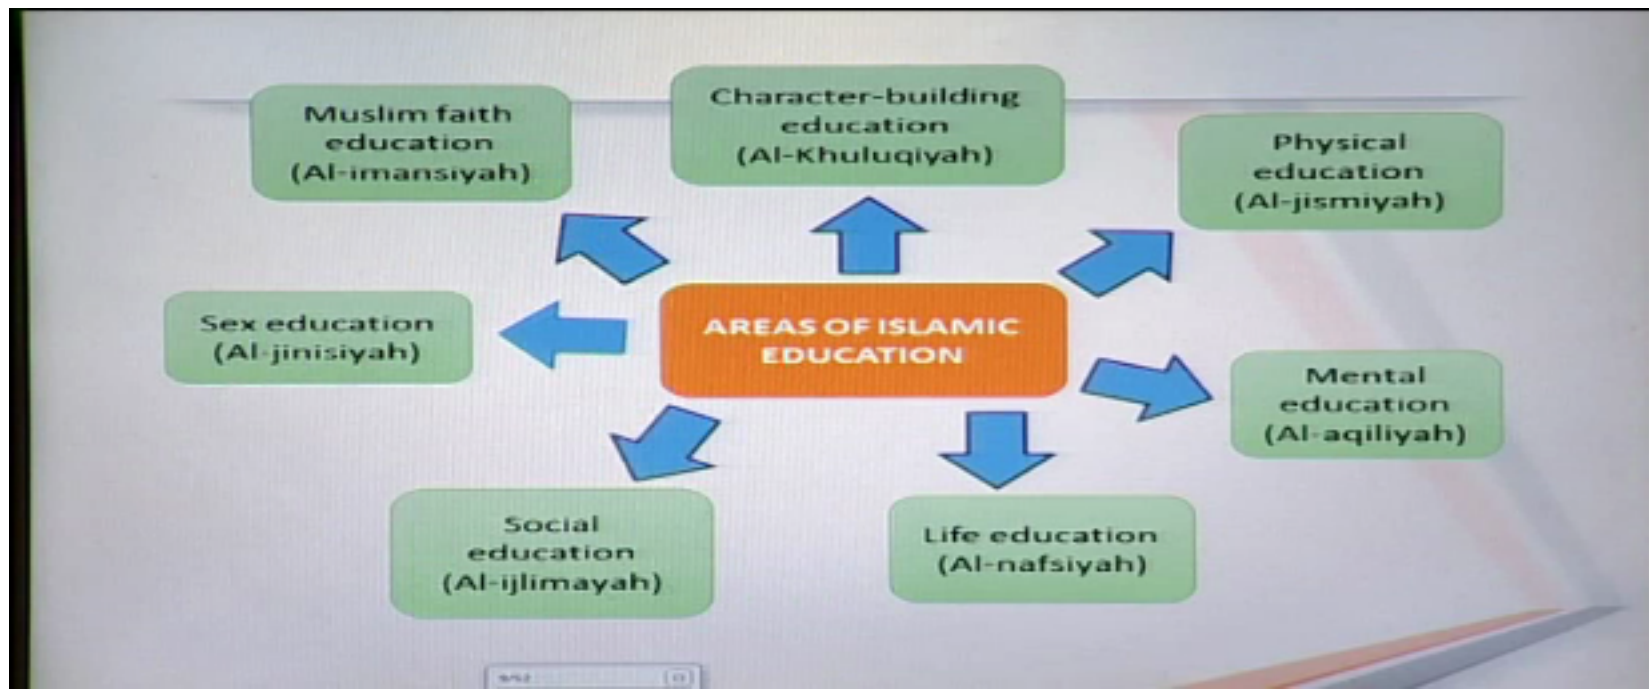 Muslim faith
education
(Al-imansiyah)
Character-building
education
(Al-Khuluqiyah)
Physical
education
(Al-jismiyah)
Sex education
(Al-jinisiyah)
AREAS OF ISLAMIC
EDUCATION
Mental
education
(Al-aqiliyah)
Social
education
(Al-ijlimayah)
Life education
(Al-nafsiyah)